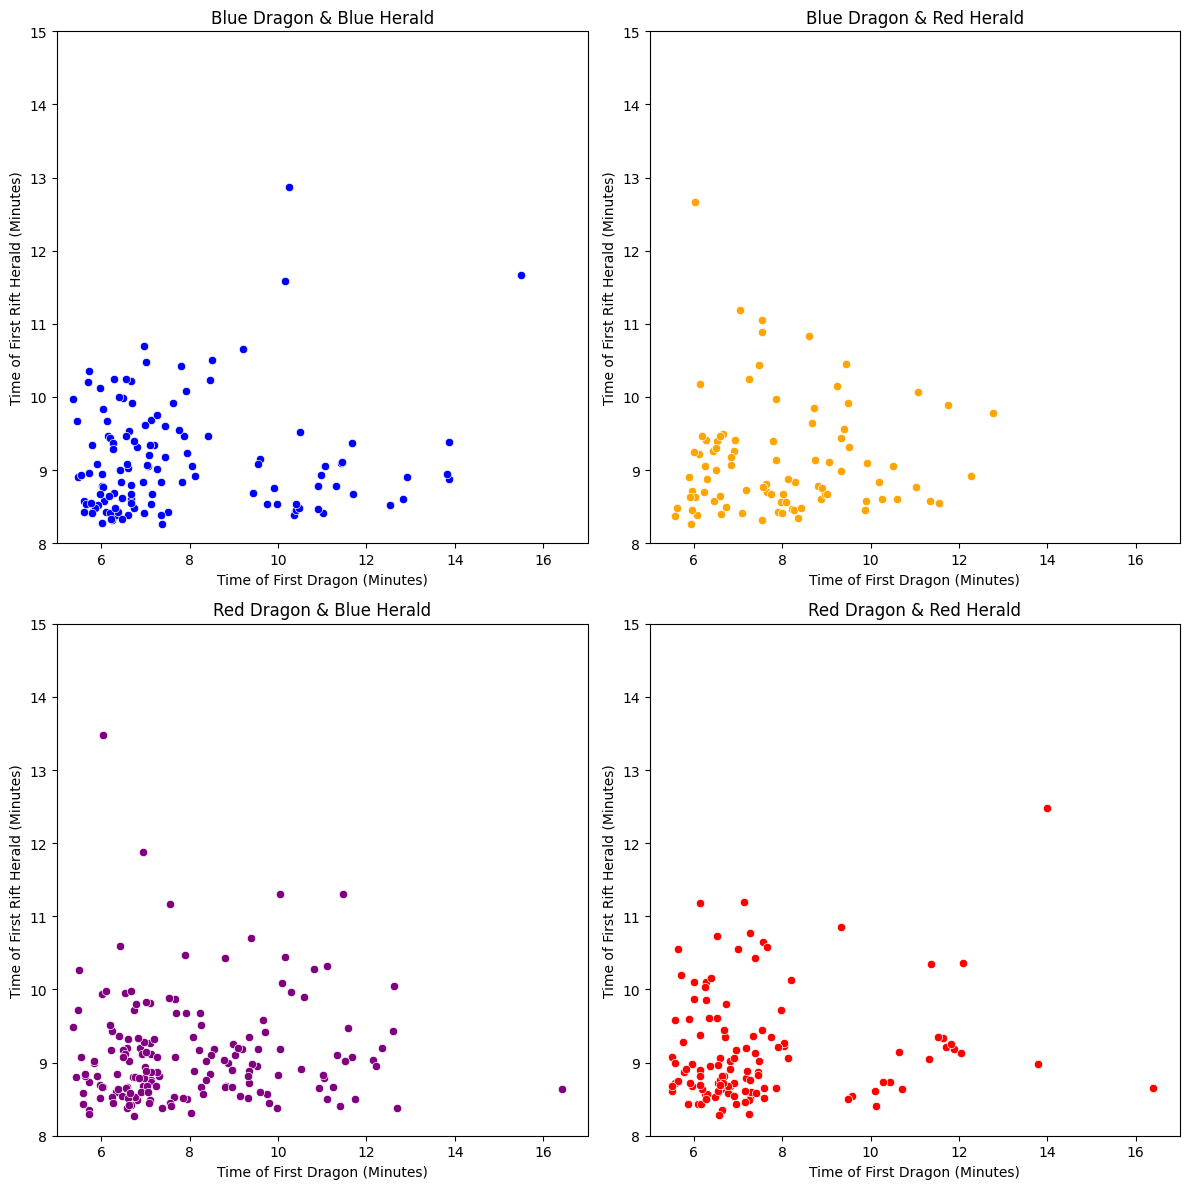 Blue Dragon & Blue Herald
15
14
13
12
11
10
9
8
Time of First Rift Herald (Minutes)
6 8 10 12 14 16
Time of First Dragon (Minutes)
Blue Dragon & Red Herald
15
14
13
12
11
10
9
8
Time of First Rift Herald (Minutes)
6 8 10 12 14 16
Time of First Dragon (Minutes)
Red Dragon & Blue Herald
15
14
13
12
11
10
9
8
Time of First Rift Herald (Minutes)
6 8 10 12 14 16
Time of First Dragon (Minutes)
Red Dragon & Red Herald
15
14
13
12
11
10
9
8
Time of First Rift Herald (Minutes)
6 8 10 12 14 16
Time of First Dragon (Minutes)